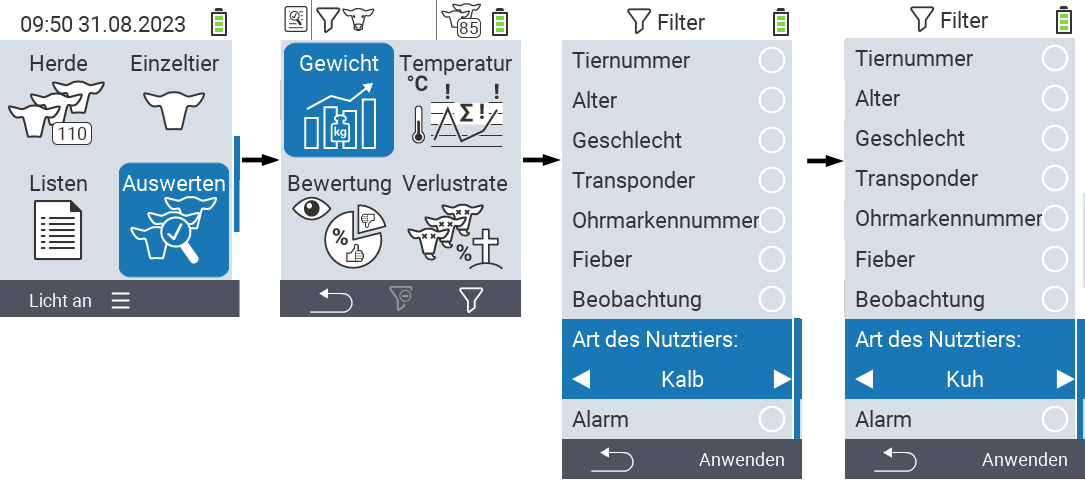 09:50 31.08.2023
Herde
Einzeltier
110
Listen
Auswerten
Licht an
85
Gewicht
Temperatur
kg
°C
!
!
Σ!
Bewertung
Verlustrate
%
%
Filter
Tiernummer
Alter
Geschlecht
Transponder
Ohrmarkennummer
Fieber
Beobachtung
Art des Nutztiers:
Kalb
Alarm
Anwenden
Filter
Tiernummer
Alter
Geschlecht
Transponder
Ohrmarkennummer
Fieber
Beobachtung
Art des Nutztiers:
Kuh
Alarm
Anwenden